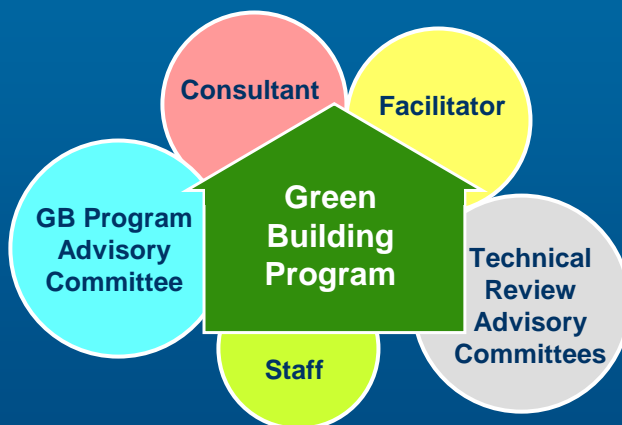 Consultant
Facilitator
GB Program
Advisory
Committee
Green
Building
Program
Technical
Review
Advisory
Committees
Staff